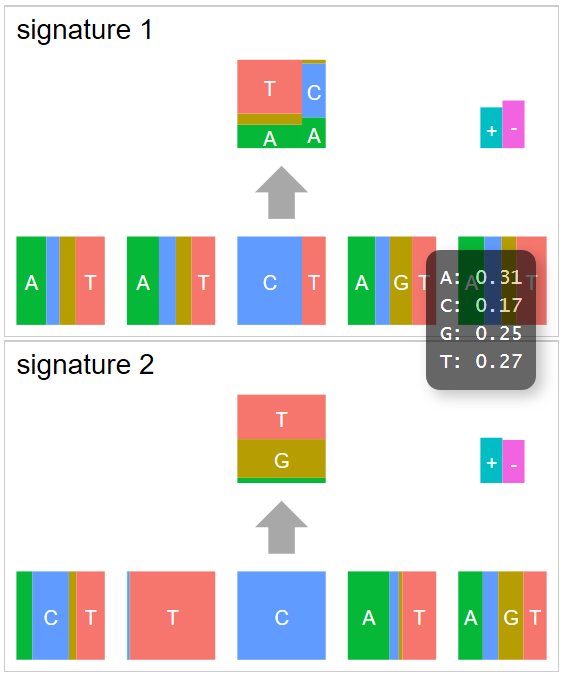 signature 1
T C
A A
+ -
A T A T C T A G T A T
A: 0.31
C: 0.17
G: 0.25
T: 0.27
signature 2
T
G
+ -
C T T C A T A G T